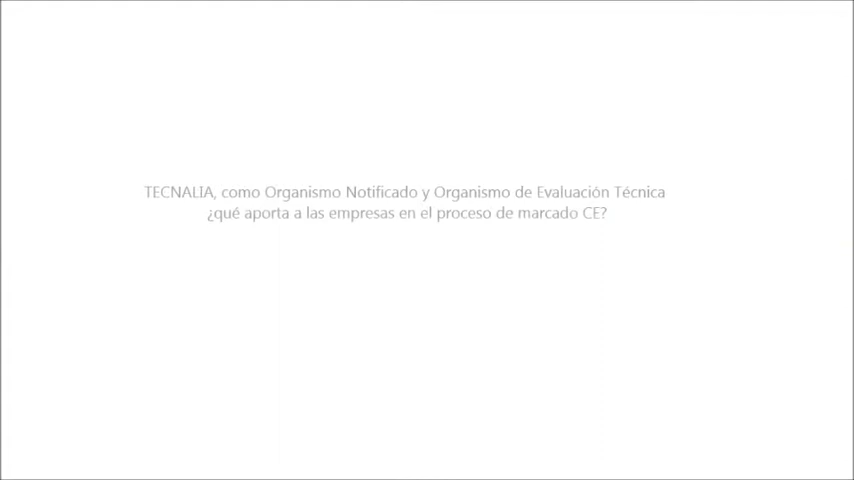 TECNALIA, como Organismo Notificado y Organismo de Evaluación Técnica
¿qué aporta a las empresas en el proceso de marcado CE?